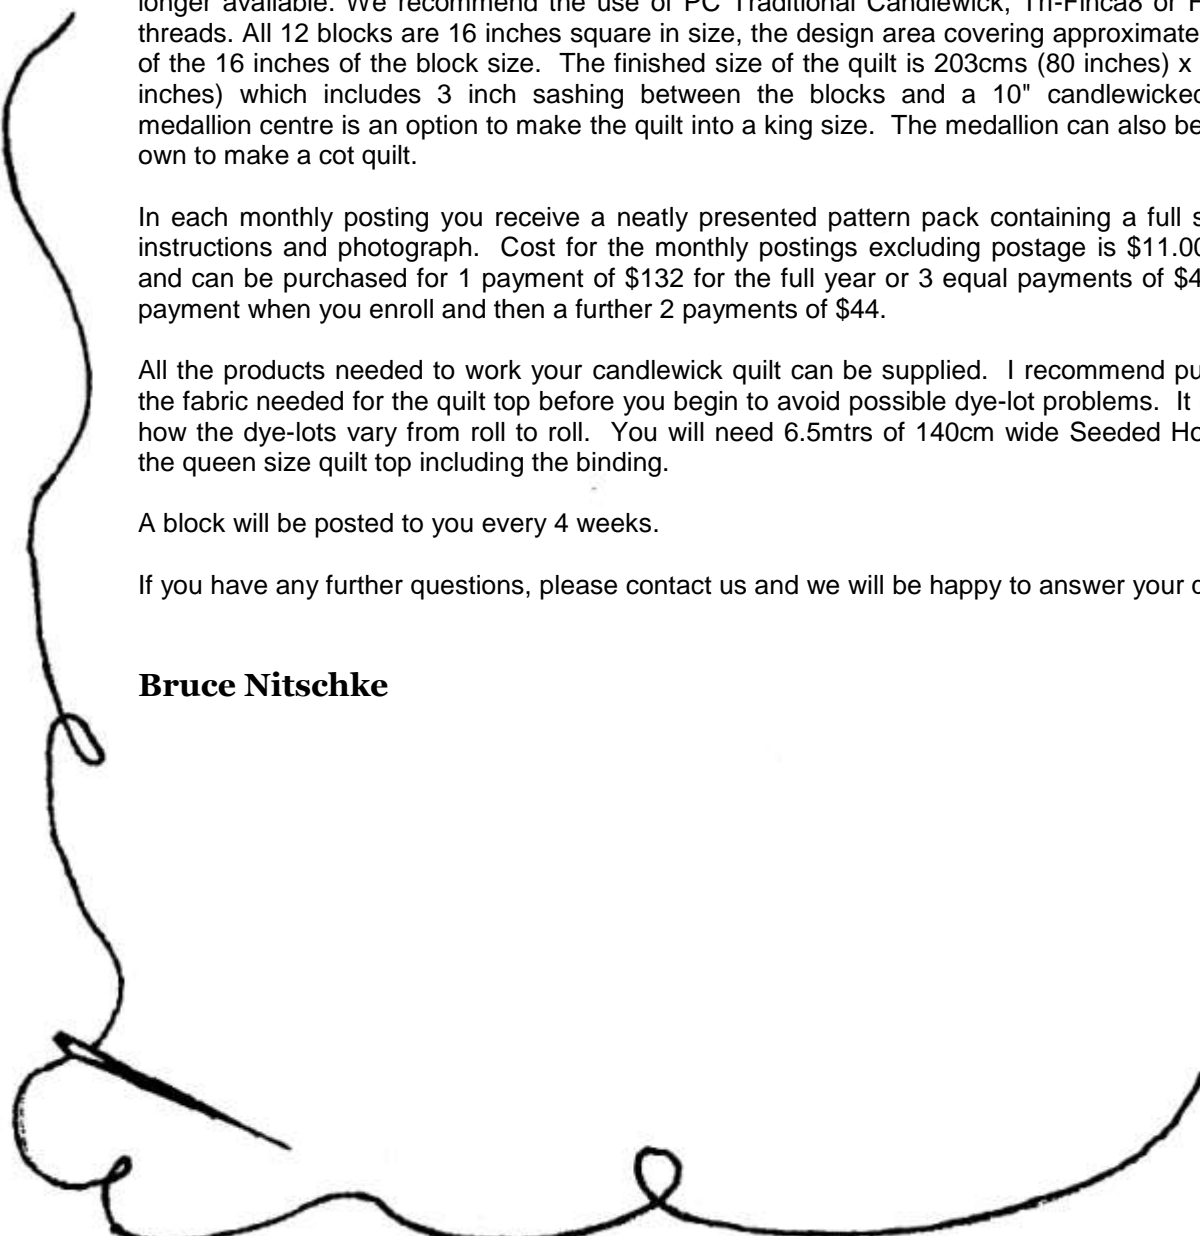 longer available. We recommend the use of PC Traditional Candlewick, Tri-Finca8 or
threads. All 12 blocks are 16 inches square in size, the design area covering
of the 16 inches of the block size. The finished size of the quilt is 203cms (80 inches) x
inches) which includes 3 inch sashing between the blocks and a 10" candlewicked
medallion centre is an option to make the quilt into a king size. The medallion can also be
own to make a cot quilt.
In each monthly posting you receive a neatly presented pattern pack containing a full
instructions and photograph. Cost for the monthly postings excluding postage is $11.00
and can be purchased for 1 payment of $132 for the full year or 3 equal payments of
payment when you enroll and then a further 2 payments of $44.
All the products needed to work your candlewick quilt can be supplied. I recommend
the fabric needed for the quilt top before you begin to avoid possible dye-lot problems. It
how the dye-lots vary from roll to roll. You will need 6.5mtrs of 140cm wide Seeded
the queen size quilt top including the binding.
A block will be posted to you every 4 weeks.
If you have any further questions, please contact us and we will be happy to answer your
Bruce Nitschke